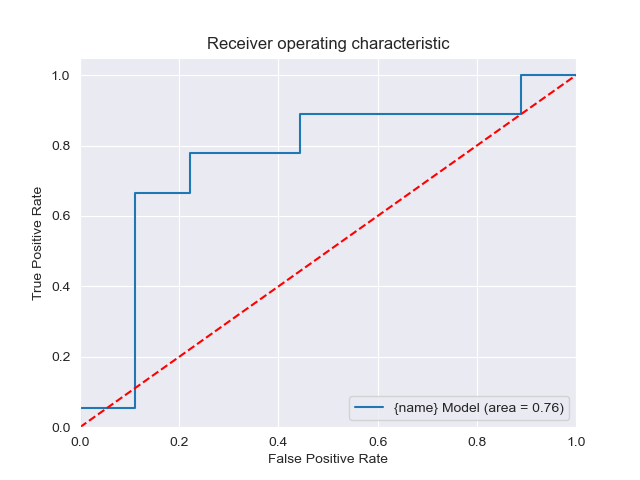 Receiver operating characteristic
1.0
0.8
0.6
0.4
0.2
0.0
True Positive Rate
0.0 0.2 0.4 0.6 0.8 1.0
False Positive Rate
{name} Model (area = 0.76)